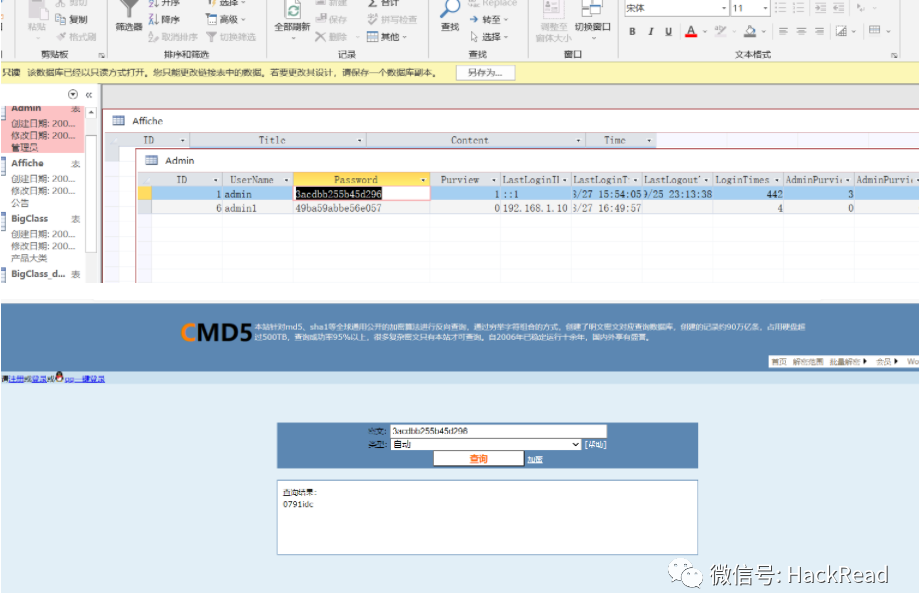 粘贴
剪切
复制
格式刷
剪贴板
筛选器
升序
降序
取消排序
选择
高级
切换筛选
排序和筛选
全部刷新
新建
保存
删除
合计
拼写检查
其他
记录
查找
Replace
转至
选择
查找
调整至
窗体大小
切换窗口
窗口
宋体
11
B I U A
文本格式
只读 该数据库已经以只读方式打开。您只能更改链接表中的数据。若要更改其设计，请保存一个数据库副本。 另存为...
Admin 表
创建日期: 200...
修改日期: 200...
管理员
Affiche 表
创建日期: 200...
修改日期: 200...
公告
BigClass 表
创建日期: 200...
修改日期: 200...
产品大类
BigClass_d... 表
Affiche
ID Title Content Time
Admin
ID UserName Password Purview LastLoginI LastLoginT LastLogout LoginTimes AdminPurvi AdminPurvi
1 admin 3acdbb255b45d296 1 ::1 3/27 15:54:05 9/25 23:13:38 442 3
6 admin1 49ba59abbe56e057 0 192.168.1.10 3/27 16:49:57 4 0
CMD5
本站针对md5、sha1等全球通用公开的加密算法进行反向查询，通过穷举字符组合的方式，创建了明文密文对应查询数据库，创建的记录约90万亿条，占用硬盘超
过500TB，查询成功率95%以上，很多复杂密文只有本站才可查询。自2006年已稳定运行十余年，国内外享有盛誉。
首页 解密范围 批量解密 会员 Wo
请注册或登录或qq一键登录
密文: 3acdbb255b45d296
类型: 自动 [帮助]
查询 加密
查询结果:
0791idc
微信号: HackRead